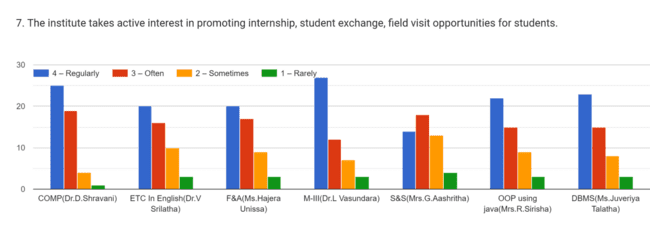 7. The institute takes active interest in promoting internship, student exchange, field visit opportunities for students.
30
4 – Regularly 3 – Often 2 – Sometimes 1 – Rarely
20
10
0
COMP(Dr.D.Shravani) ETC In English(Dr.V Srilatha) F&A(Ms.Hajera Unissa) M-III(Dr.L Vasundara) S&S(Mrs.G.Aashritha) OOP using java(Mrs.R.Sirisha) DBMS(Ms.Juveriya Talatha)